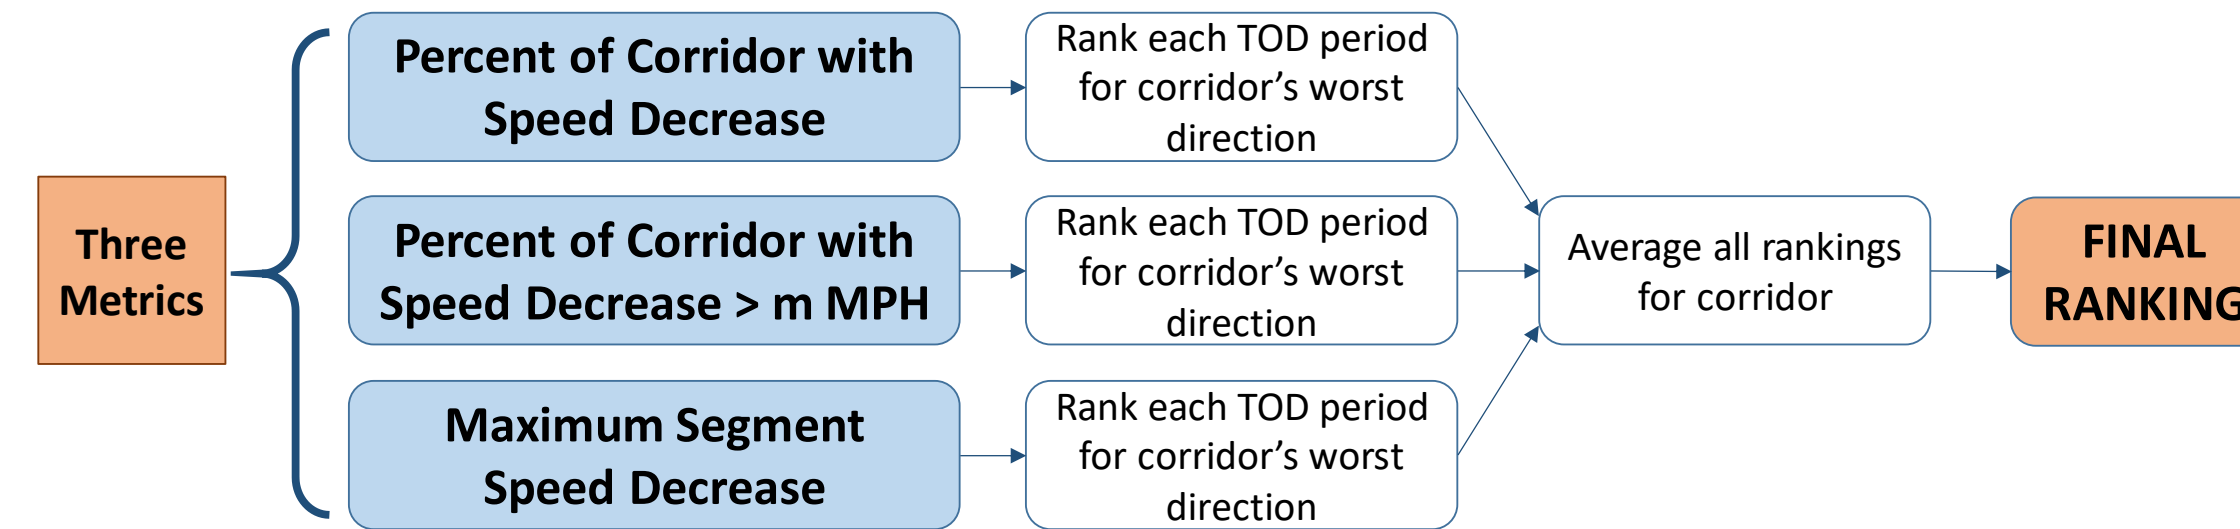 Three
Metrics
Percent of Corridor with
Speed Decrease
Rank each TOD period
for corridor’s worst
direction
Percent of Corridor with
Speed Decrease > m MPH
Rank each TOD period
for corridor’s worst
direction
Maximum Segment
Speed Decrease
Rank each TOD period
for corridor’s worst
direction
Average all rankings
for corridor
FINAL
RANKING